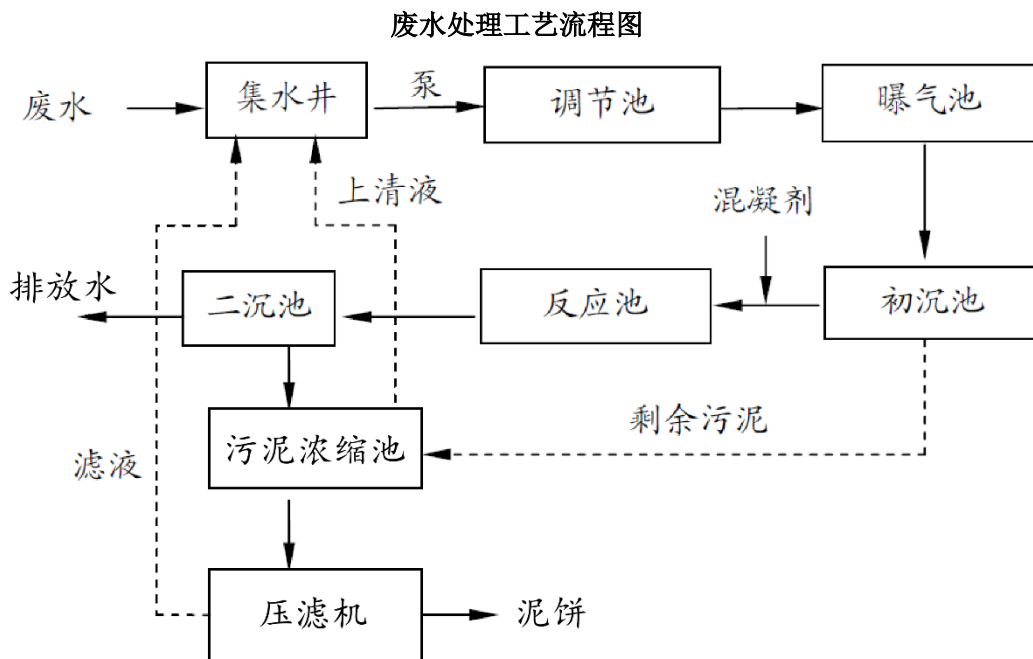 废水处理工艺流程图
废水
集水井
泵
调节池
曝气池
上清液
混凝剂
排放水
二沉池
反应池
初沉池
剩余污泥
滤液
污泥浓缩池
压滤机
泥饼